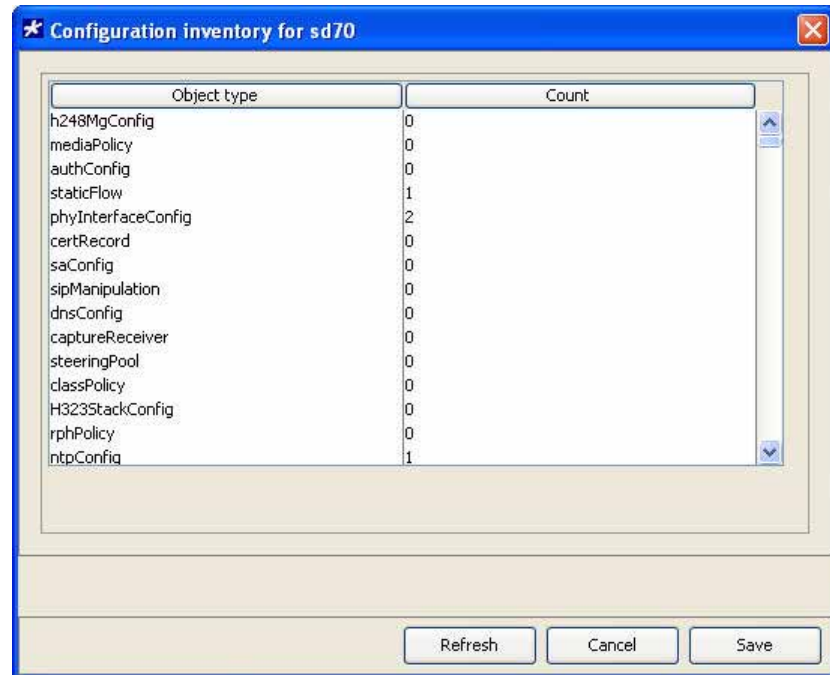 Configuration inventory for sd70
Object type Count
h248MgConfig 0
mediaPolicy 0
authConfig 0
staticFlow 1
phyInterfaceConfig 2
certRecord 0
saConfig 0
sipManipulation 0
dnsConfig 0
captureReceiver 0
steeringPool 0
classPolicy 0
H323StackConfig 0
rphPolicy 0
ntpConfig 1
Refresh Cancel Save